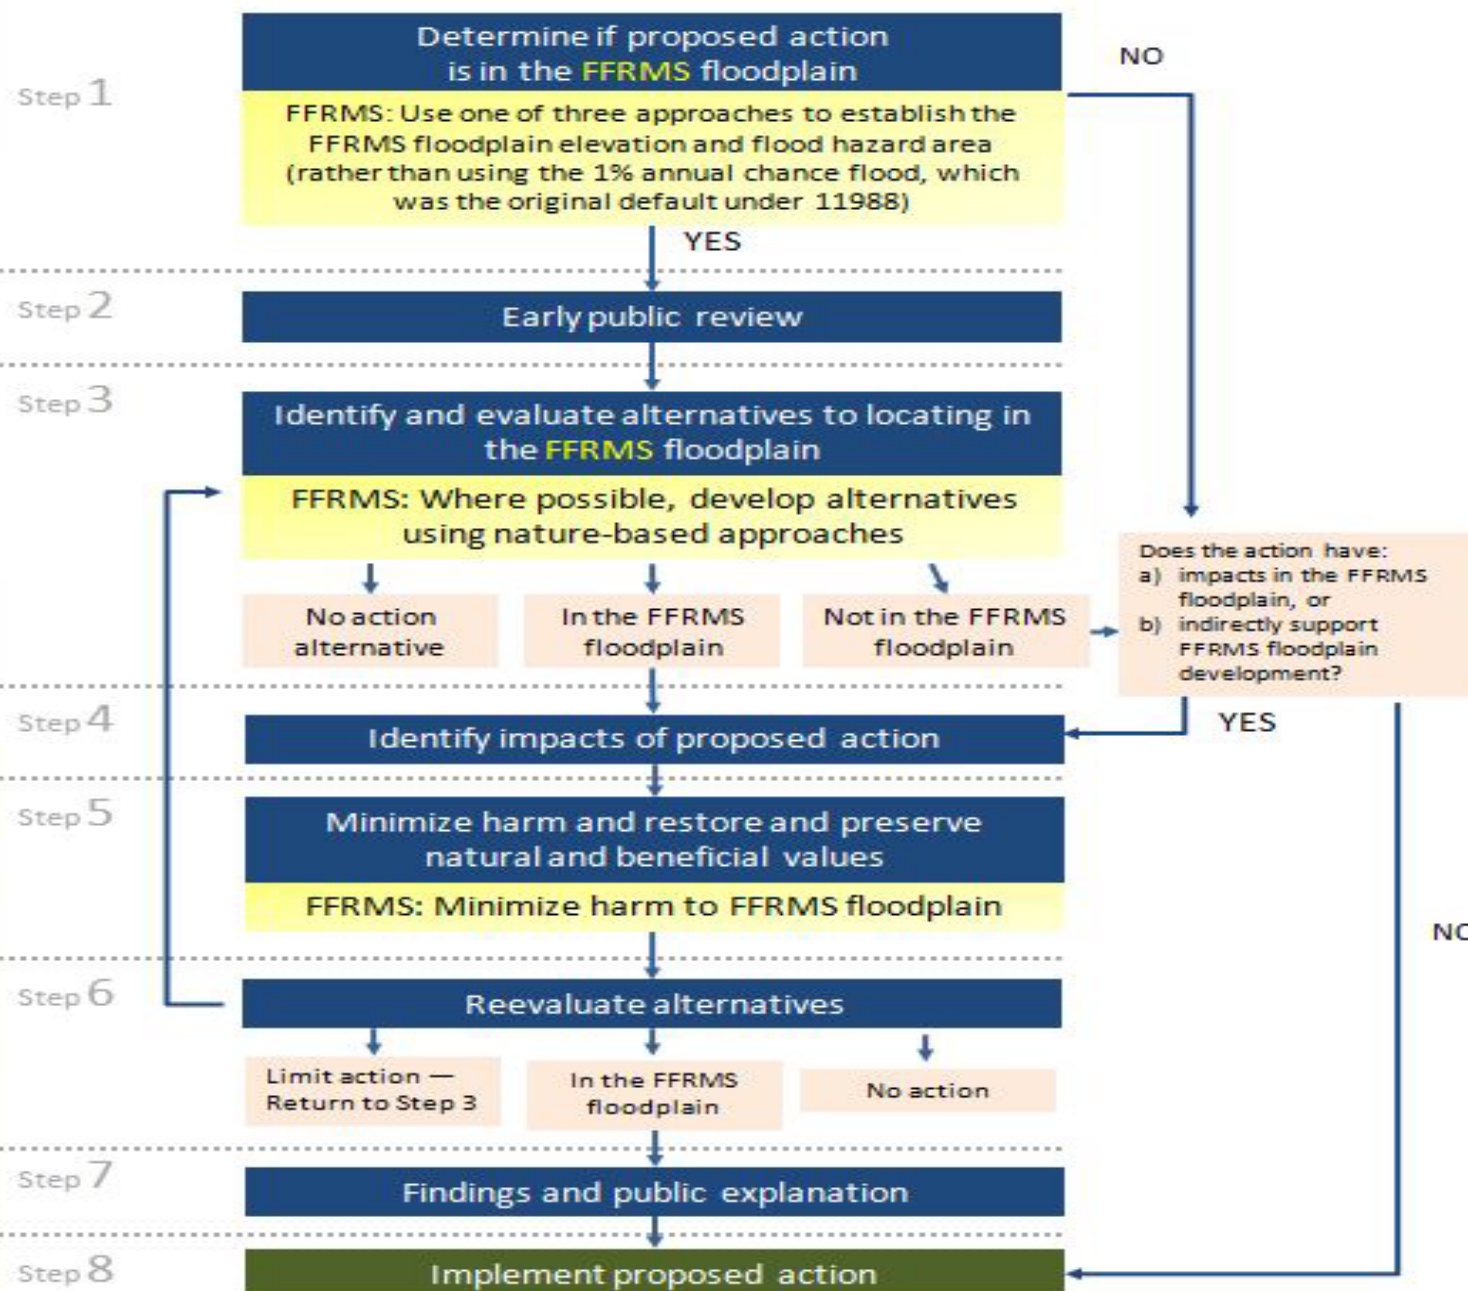 Step 1
Determine if proposed action
is in the FFRMS floodplain
NO
FFRMS: Use one of three approaches to establish the
FFRMS floodplain elevation and flood hazard area
(rather than using the 1% annual chance flood, which
was the original default under 11988)
YES
Step 2
Early public review
Step 3
Identify and evaluate alternatives to locating in
the FFRMS floodplain
FFRMS: Where possible, develop alternatives
using nature-based approaches
No action
alternative
In the FFRMS
floodplain
Not in the FFRMS
floodplain
Does the action have:
a) impacts in the FFRMS
floodplain, or
b) indirectly support
FFRMS floodplain
development?
YES
Step 4
Identify impacts of proposed action
Step 5
Minimize harm and restore and preserve
natural and beneficial values
FFRMS: Minimize harm to FFRMS floodplain
NO
Step 6
Reevaluate alternatives
Limit action —
Return to Step 3
In the FFRMS
floodplain
No action
Step 7
Findings and public explanation
Step 8
Implement proposed action